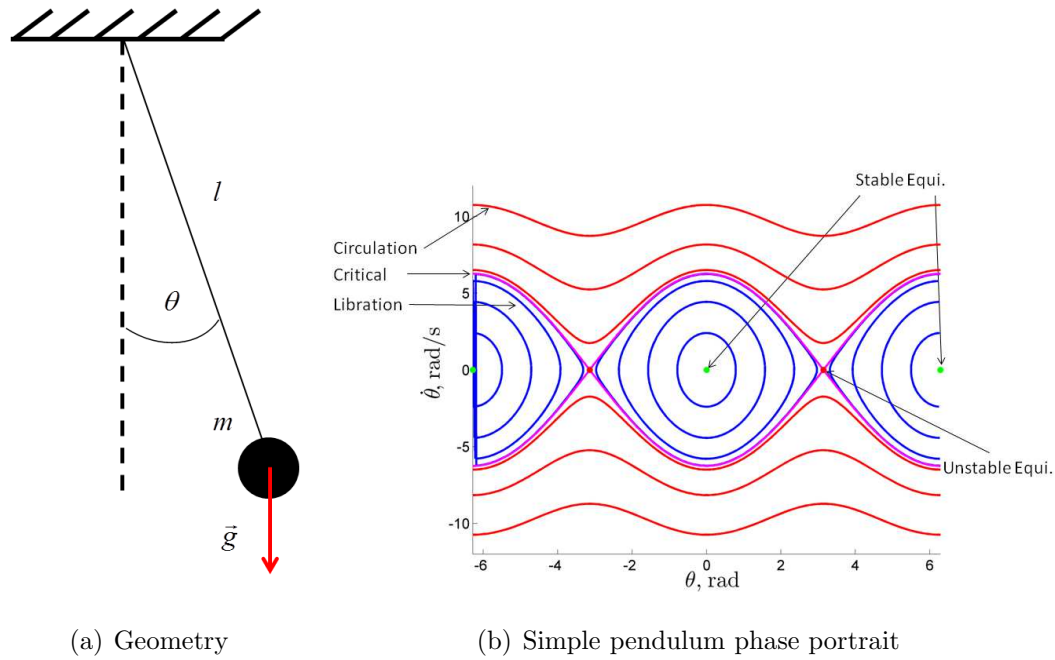 l
θ
m
g⃗
Stable Equi.
Circulation
Critical
Libration
Unstable Equi.
10
5
0
-5
-10
θ̇, rad/s
-6 -4 -2 0 2 4 6
θ, rad
(a) Geometry
(b) Simple pendulum phase portrait